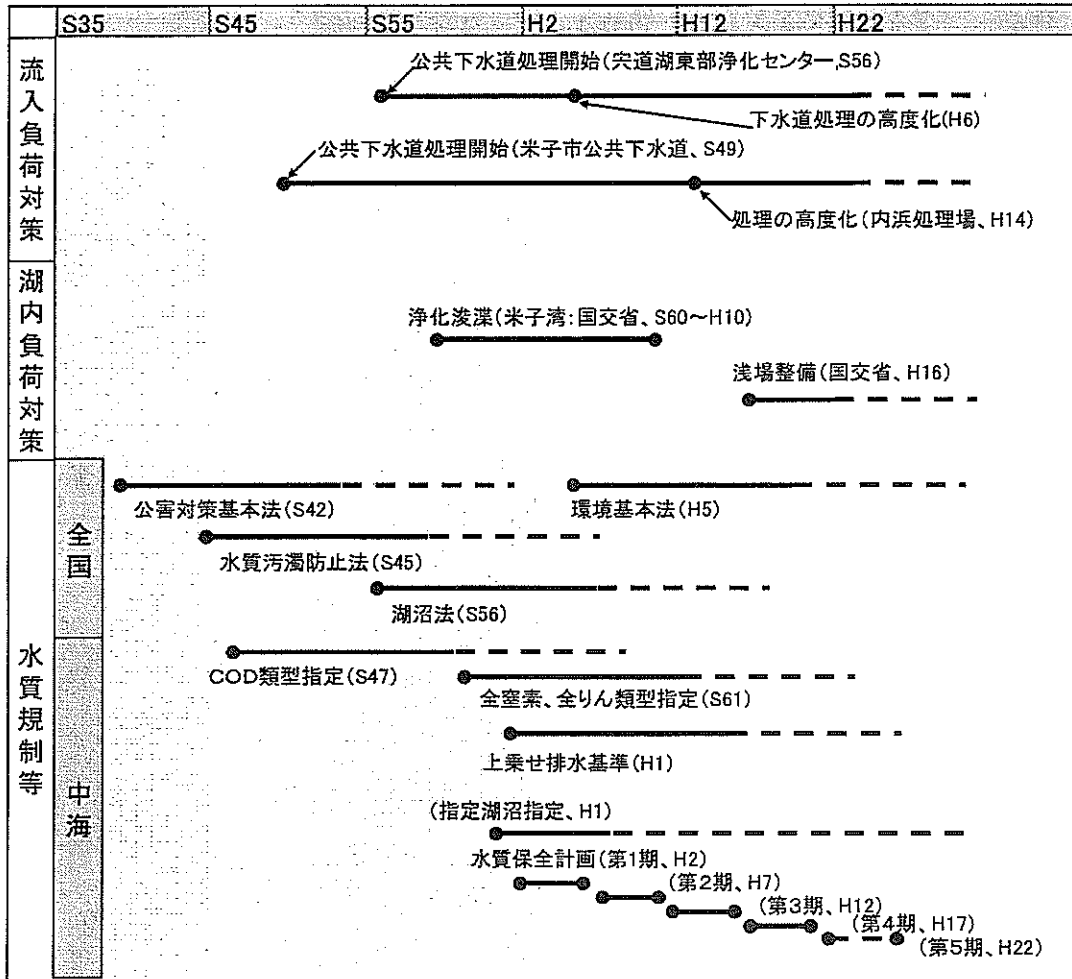 S35 S45 S55 H2 H12 H22
流入負荷対策
公共下水道処理開始(宍道湖東部浄化センター,S56)
下水道処理の高度化(H6)
公共下水道処理開始(米子市公共下水道、S49)
処理の高度化(内浜処理場、H14)
湖内負荷対策
浄化浚渫(米子湾:国交省、S60～H10)
浅場整備(国交省、H16)
水質規制等
全国
公害対策基本法(S42)
環境基本法(H5)
水質汚濁防止法(S45)
湖沼法(S56)
中海
COD類型指定(S47)
全窒素、全りん類型指定(S61)
上乗せ排水基準(H1)
(指定湖沼指定、H1)
水質保全計画(第1期、H2)
(第2期、H7)
(第3期、H12)
(第4期、H17)
(第5期、H22)